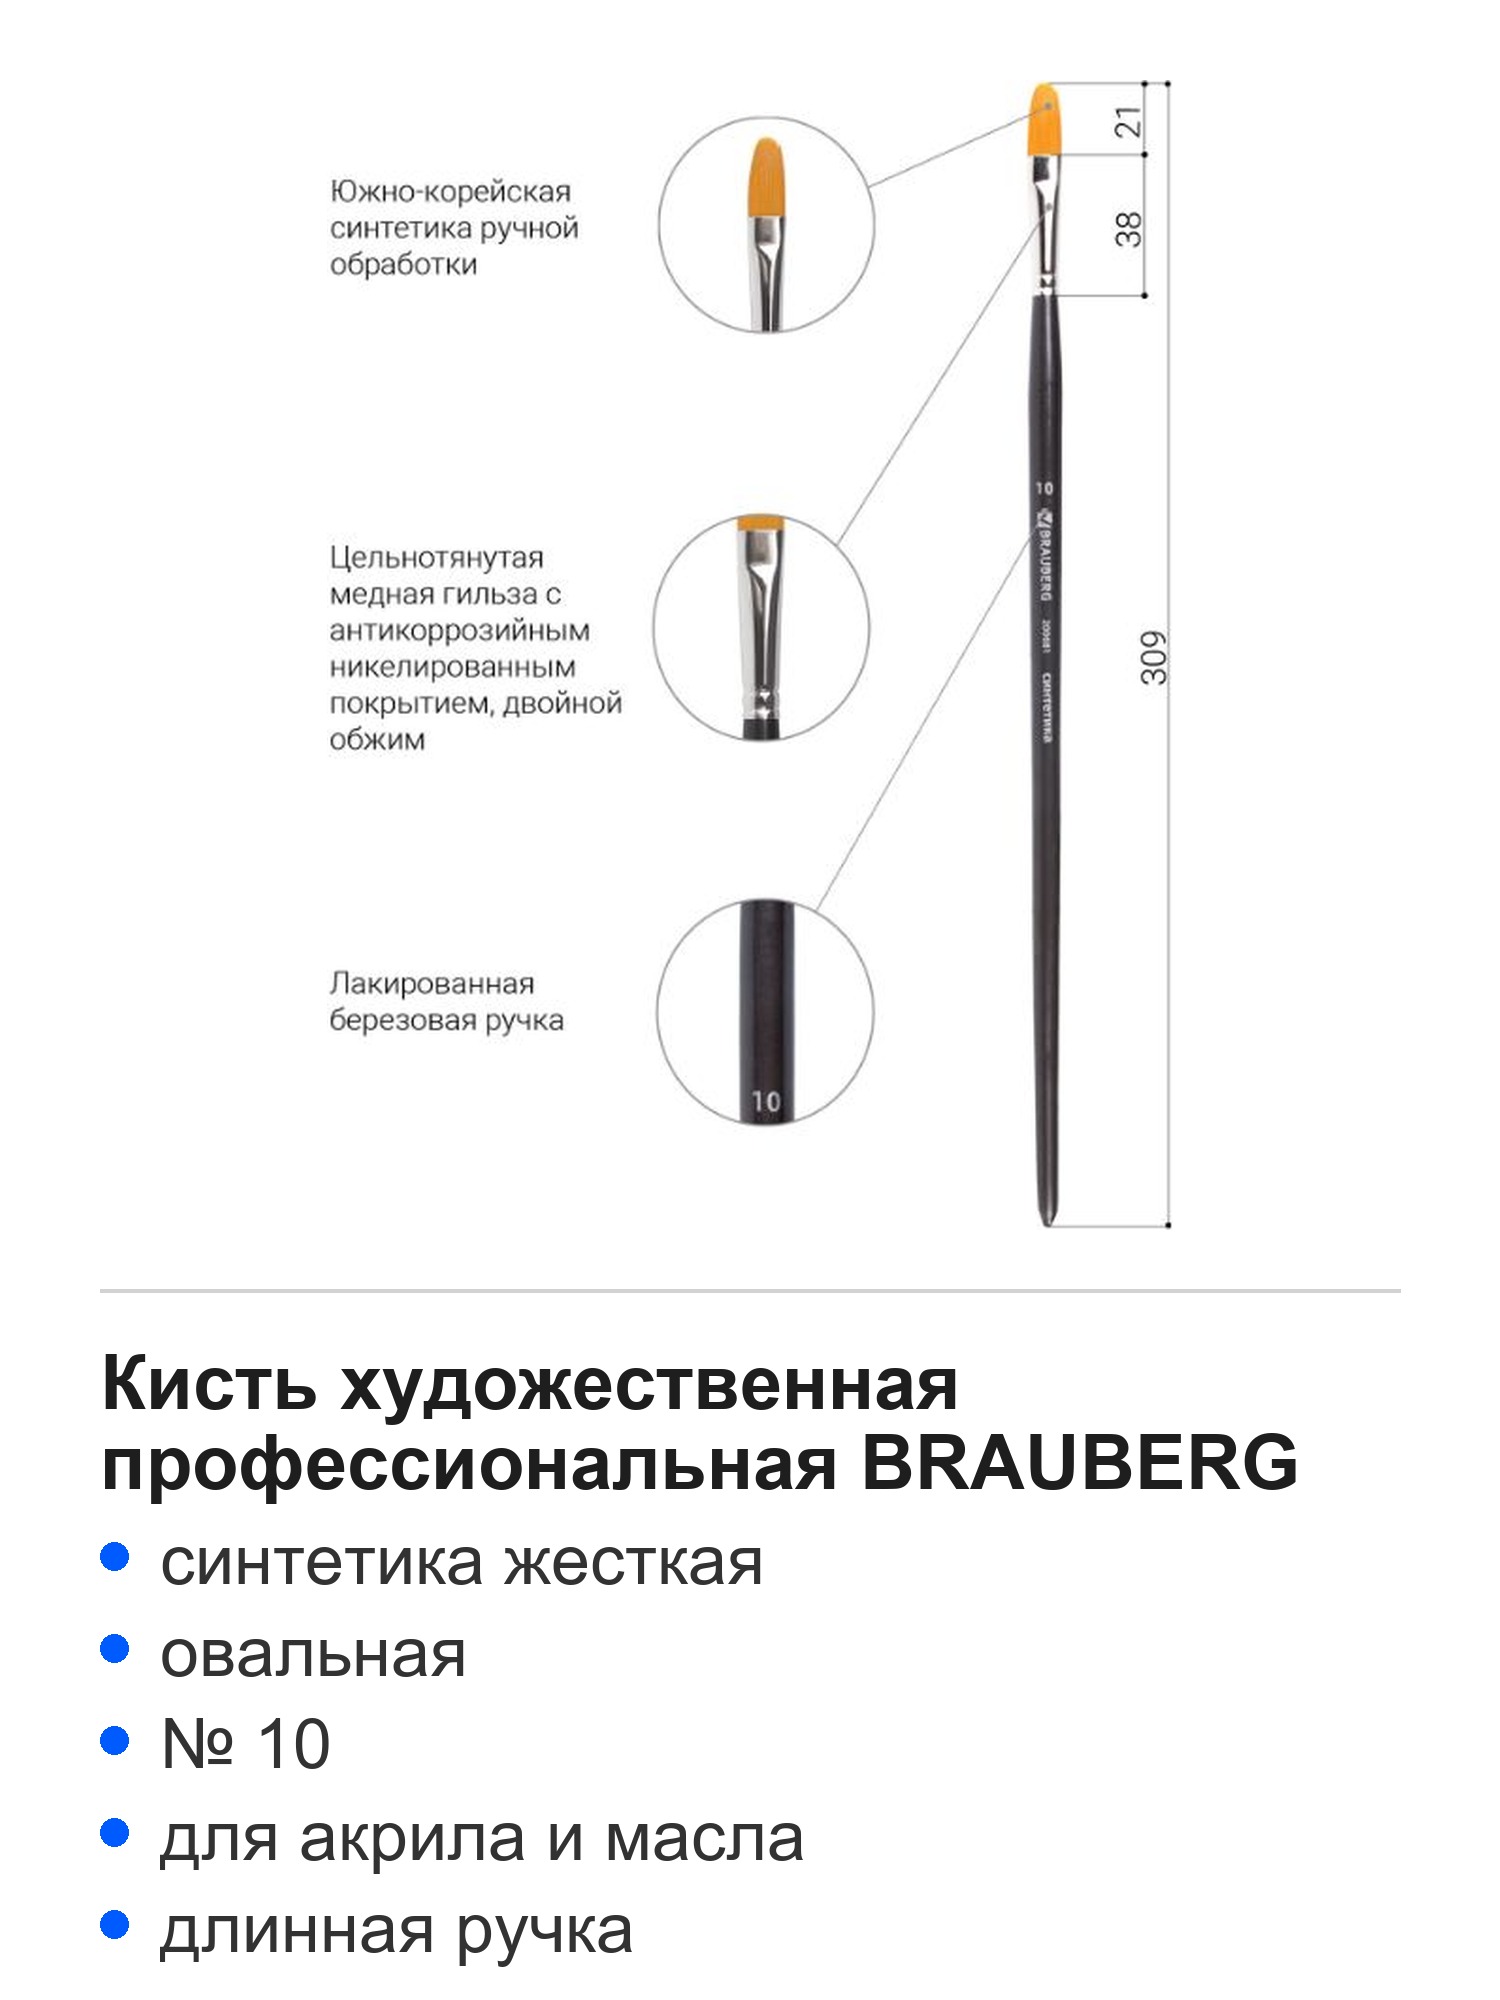 21
Южно-корейская
синтетика ручной
обработки
38
10
BRAUBERG
Цельнотянутая
медная гильза с
антикоррозийным
никелированным
покрытием, двойной
обжим
309
синтетика
Лакированная
березовая ручка
10
Кисть художественная
профессиональная BRAUBERG
синтетика жесткая
овальная
№ 10
для акрила и масла
длинная ручка